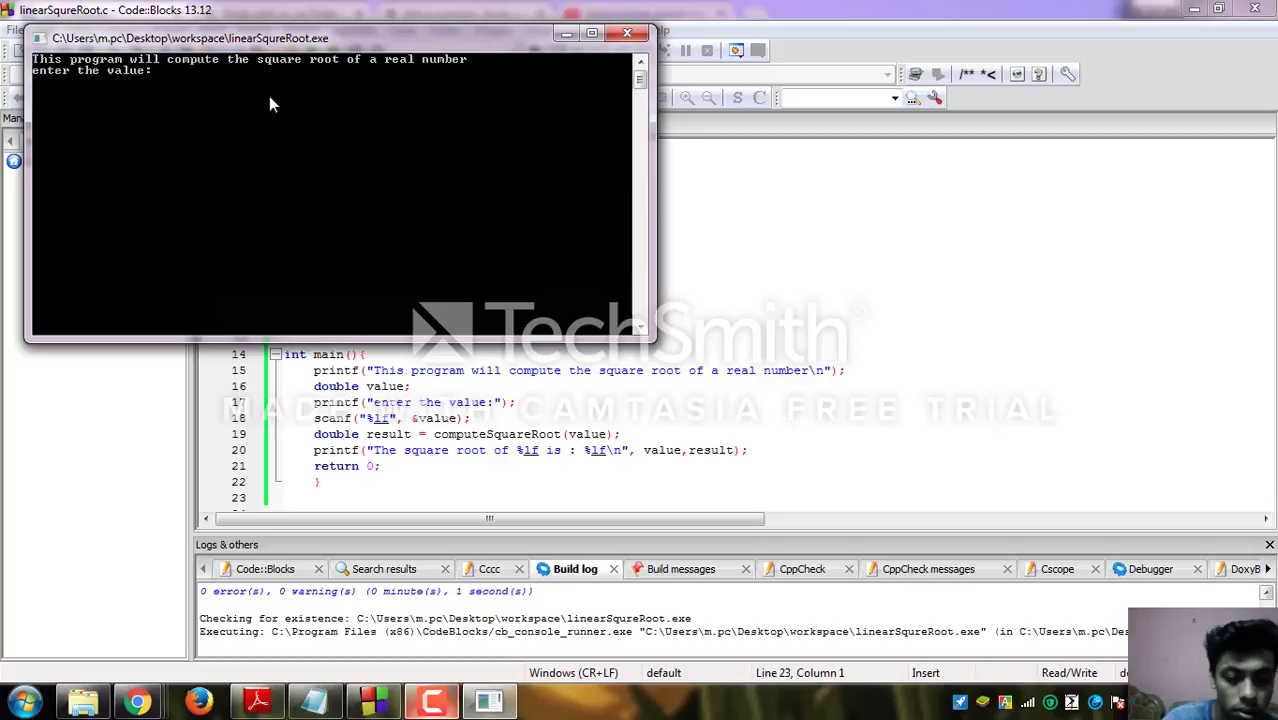 linearSqureRoot.c - Code::Blocks 13.12
C:\Users\m.pc\Desktop\workspace\linearSqureRoot.exe
This program will compute the square root of a real number
enter the value:
/** *<
S C
TechSmith®
MADE WITH CAMTASIA FREE TRIAL
14 int main(){
15 printf("This program will compute the square root of a real number\n");
16 double value;
17 printf("enter the value:");
18 scanf("%lf", &value);
19 double result = computeSquareRoot(value);
20 printf("The square root of %lf is : %lf\n", value,result);
21 return 0;
22 }
23
Logs & others
Code::Blocks Search results Cccc Build log Build messages CppCheck CppCheck messages Cscope Debugger DoxyB
0 error(s), 0 warning(s) (0 minute(s), 1 second(s))
Checking for existence: C:\Users\m.pc\Desktop\workspace\linearSqureRoot.exe
Executing: C:\Program Files (x86)\CodeBlocks/cb_console_runner.exe "C:\Users\m.pc\Desktop\workspace\linearSqureRoot.exe" (in C:\Users\m.pc\Des
Windows (CR+LF) default Line 23, Column 1 Insert Read/Write de